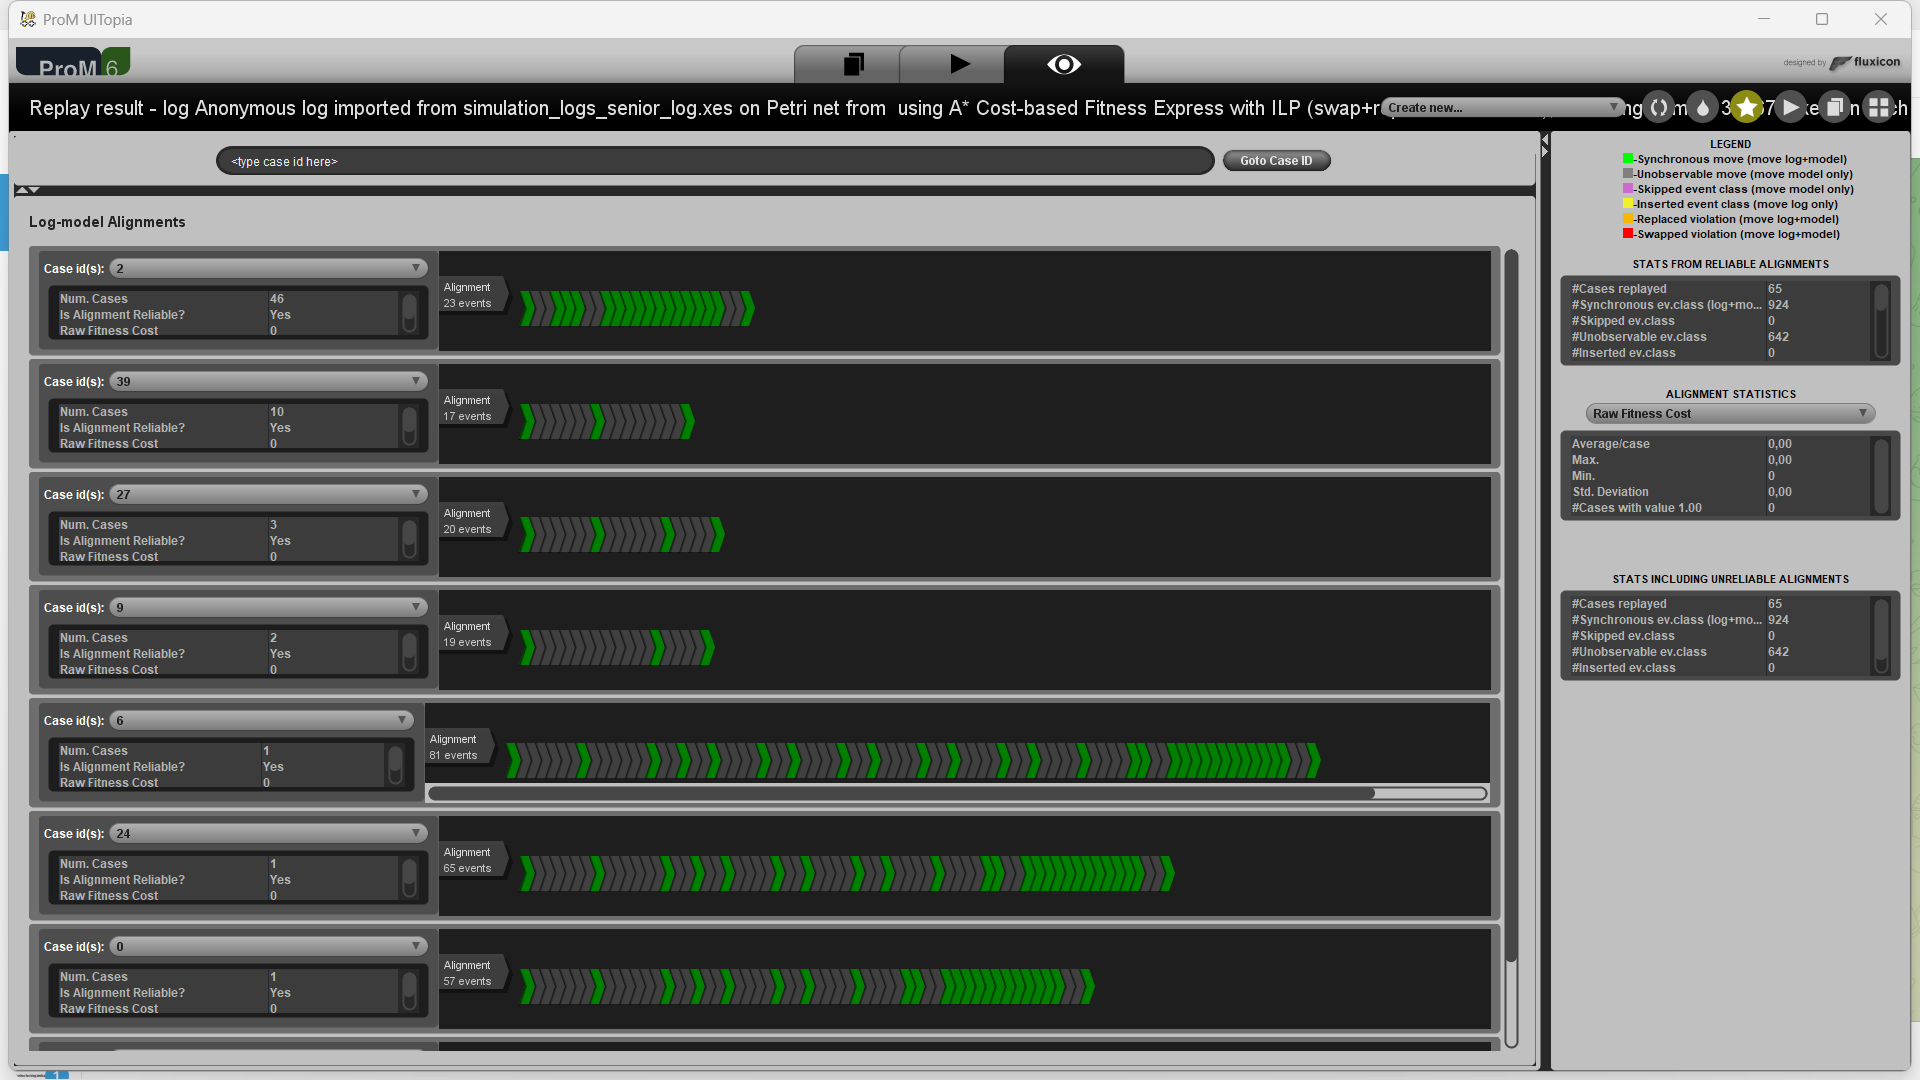 ProM UITopia
ProM 6
designed by fluxicon
Replay result - log Anonymous log imported from simulation_logs_senior_log.xes on Petri net from using A* Cost-based Fitness Express with ILP (swap+r
Create new...
<type case id here>
Goto Case ID
Log-model Alignments
Case id(s): 2
Num. Cases 46
Is Alignment Reliable? Yes
Raw Fitness Cost 0
Alignment
23 events
Case id(s): 39
Num. Cases 10
Is Alignment Reliable? Yes
Raw Fitness Cost 0
Alignment
17 events
Case id(s): 27
Num. Cases 3
Is Alignment Reliable? Yes
Raw Fitness Cost 0
Alignment
20 events
Case id(s): 9
Num. Cases 2
Is Alignment Reliable? Yes
Raw Fitness Cost 0
Alignment
19 events
Case id(s): 6
Num. Cases 1
Is Alignment Reliable? Yes
Raw Fitness Cost 0
Alignment
81 events
Case id(s): 24
Num. Cases 1
Is Alignment Reliable? Yes
Raw Fitness Cost 0
Alignment
65 events
Case id(s): 0
Num. Cases 1
Is Alignment Reliable? Yes
Raw Fitness Cost 0
Alignment
57 events
LEGEND
-Synchronous move (move log+model)
-Unobservable move (move model only)
-Skipped event class (move model only)
-Inserted event class (move log only)
-Replaced violation (move log+model)
-Swapped violation (move log+model)
STATS FROM RELIABLE ALIGNMENTS
#Cases replayed 65
#Synchronous ev.class (log+mo... 924
#Skipped ev.class 0
#Unobservable ev.class 642
#Inserted ev.class 0
ALIGNMENT STATISTICS
Raw Fitness Cost
Average/case 0,00
Max. 0,00
Min. 0
Std. Deviation 0,00
#Cases with value 1.00 0
STATS INCLUDING UNRELIABLE ALIGNMENTS
#Cases replayed 65
#Synchronous ev.class (log+mo... 924
#Skipped ev.class 0
#Unobservable ev.class 642
#Inserted ev.class 0